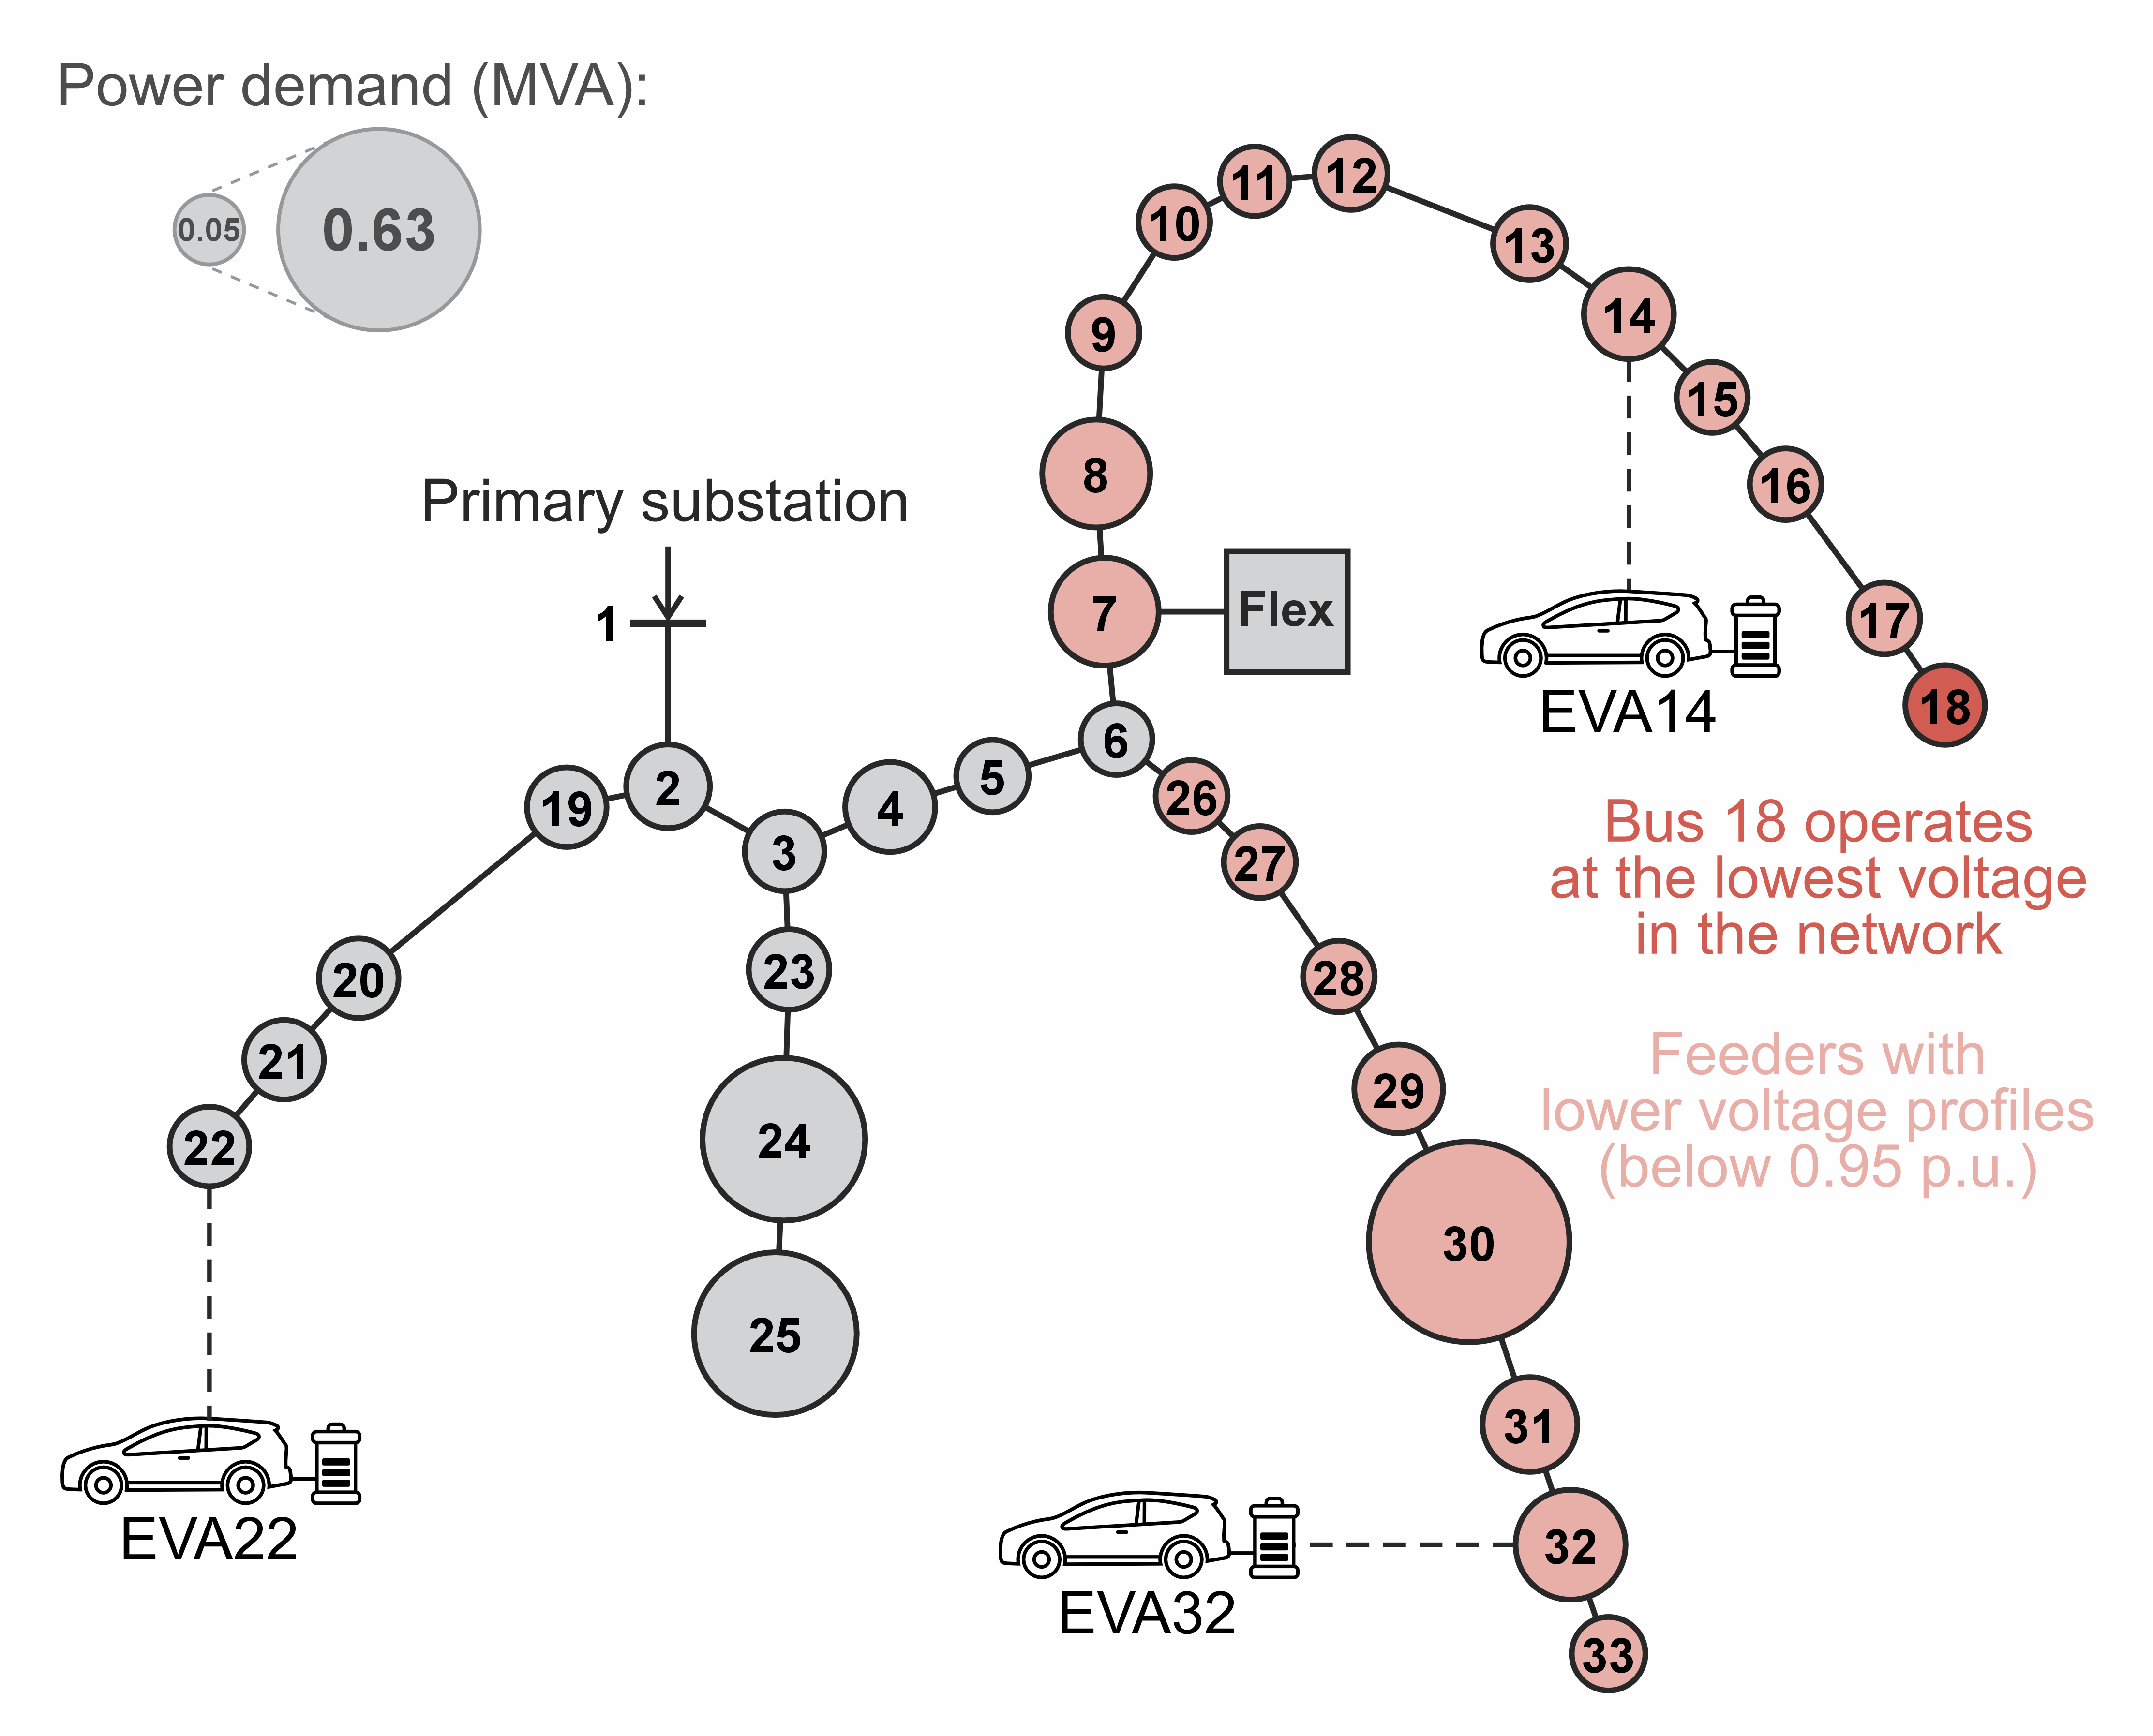 Power demand (MVA):
0.05
0.63
Primary substation
1
2
3
4
5
6
7
Flex
8
9
10
11
12
13
14
15
16
17
18
19
20
21
22
23
24
25
26
27
28
29
30
31
32
33
EVA14
EVA22
EVA32
Bus 18 operates
at the lowest voltage
in the network
Feeders with
lower voltage profiles
(below 0.95 p.u.)